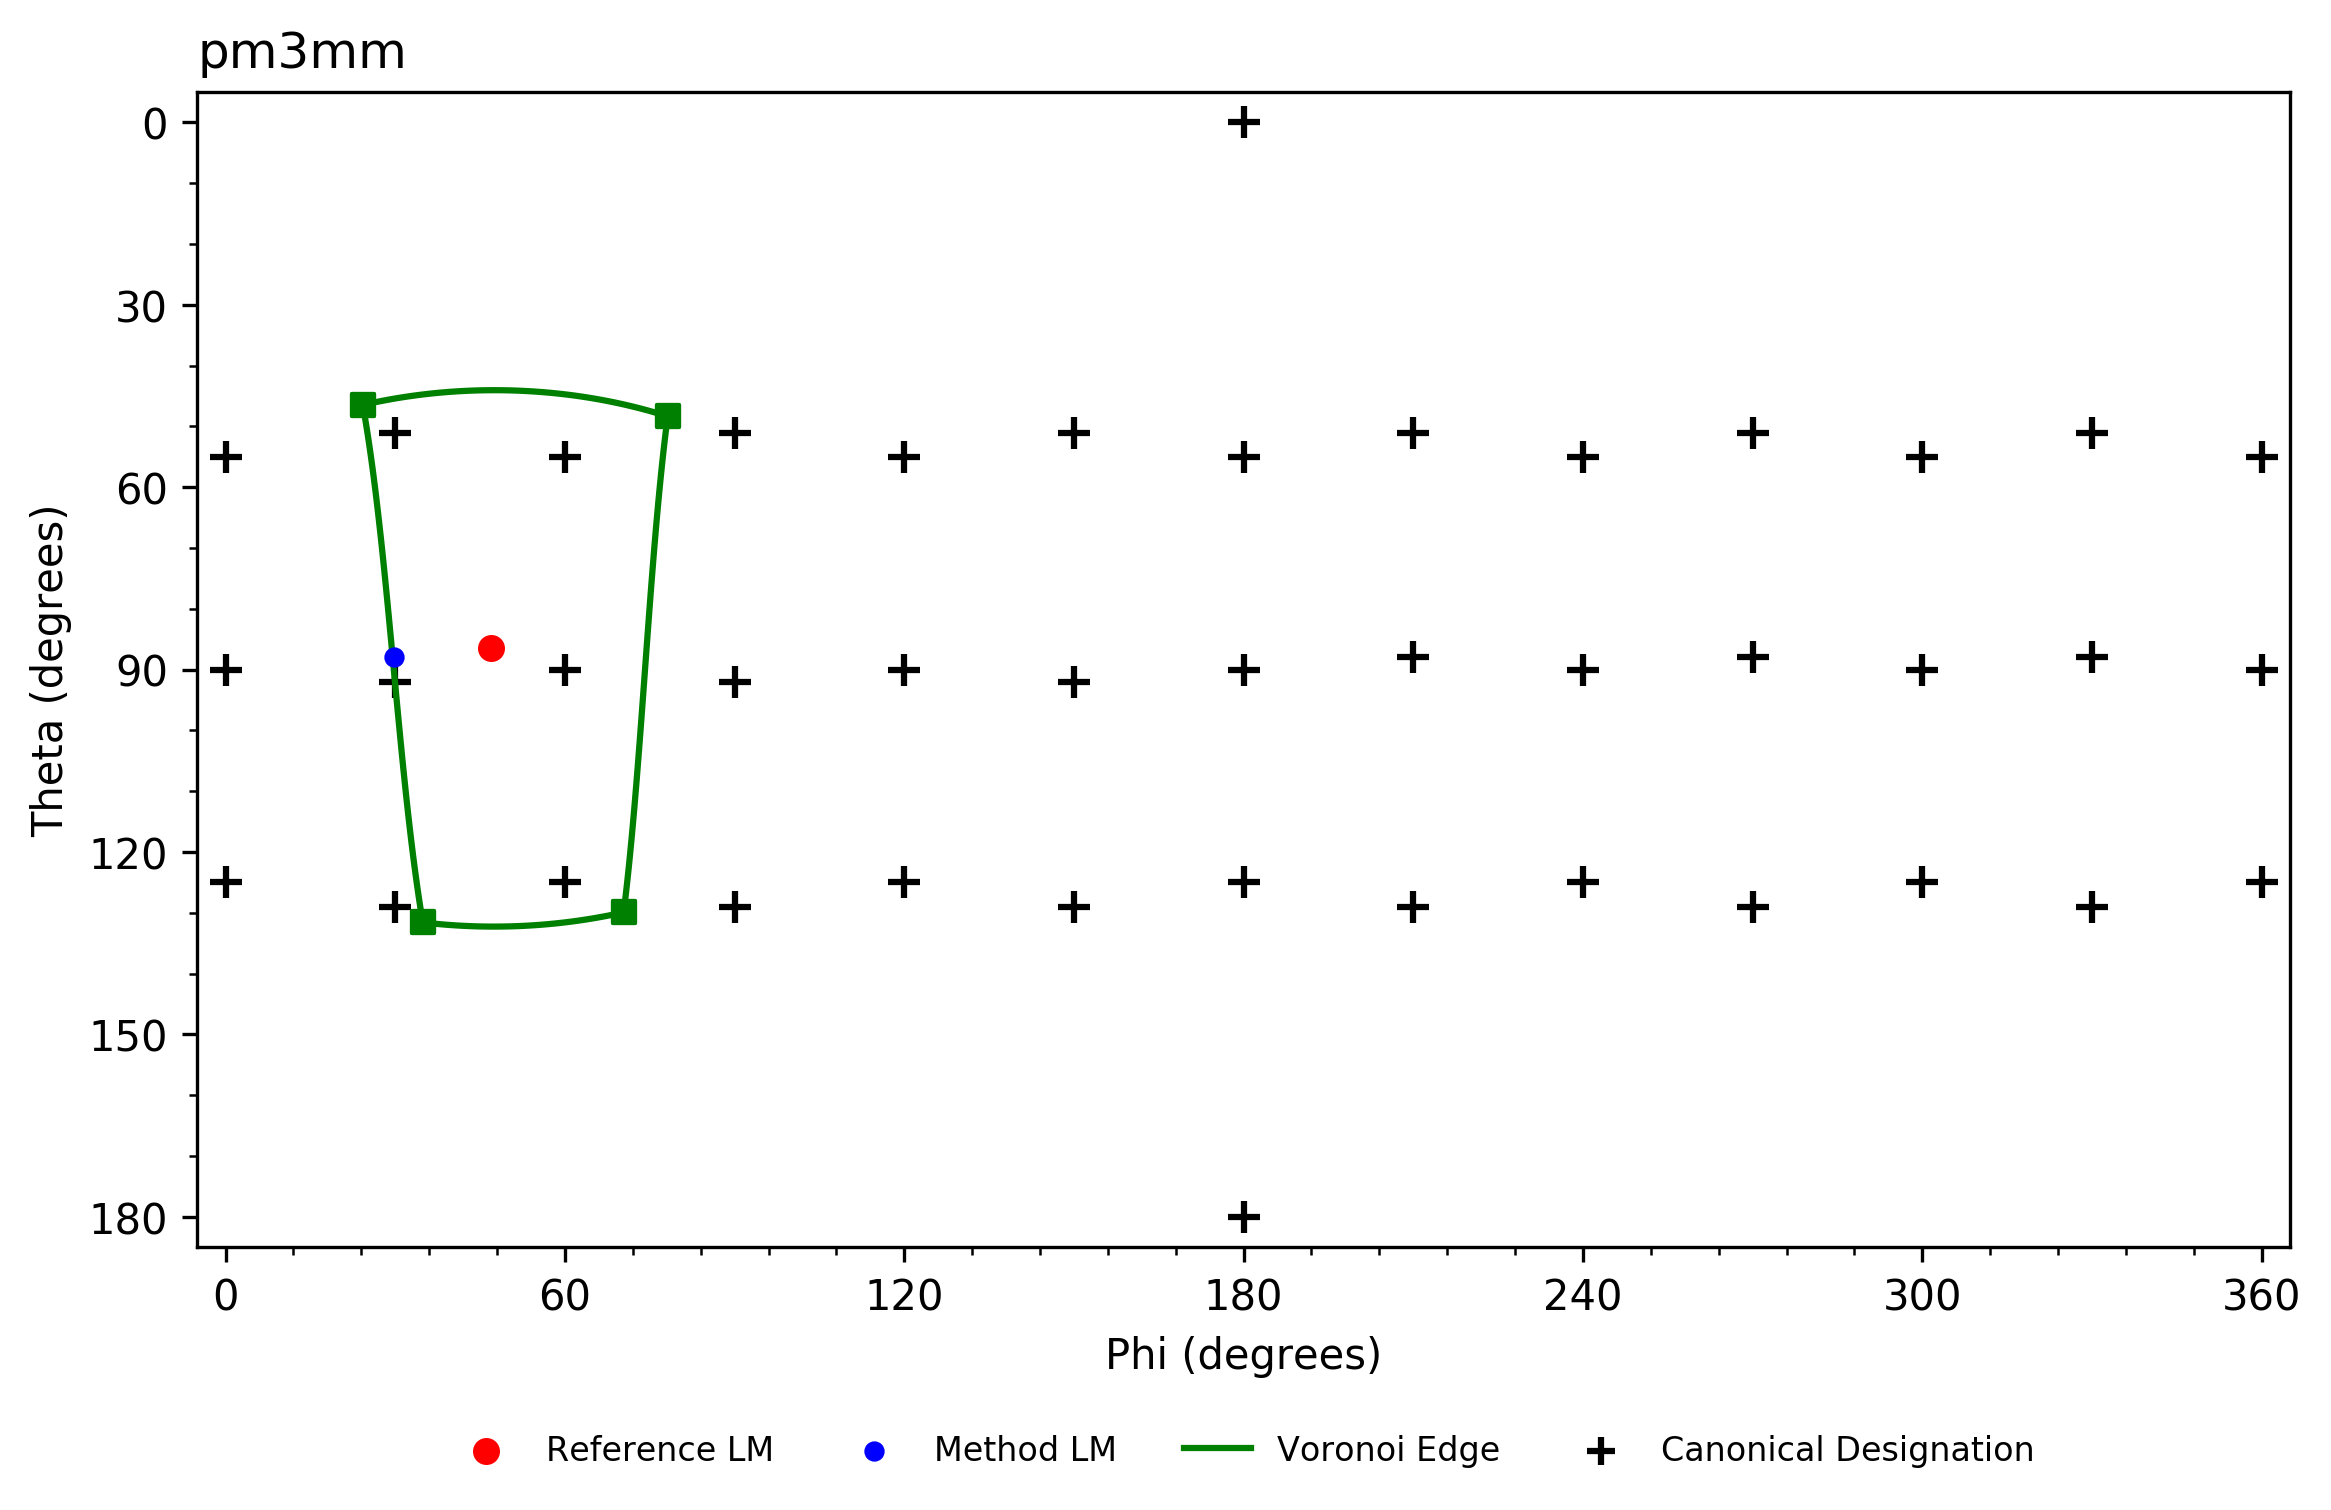 pm3mm
0
30
60
90
120
150
180
Theta (degrees)
0 60 120 180 240 300 360
Phi (degrees)
Reference LM Method LM Voronoi Edge Canonical Designation